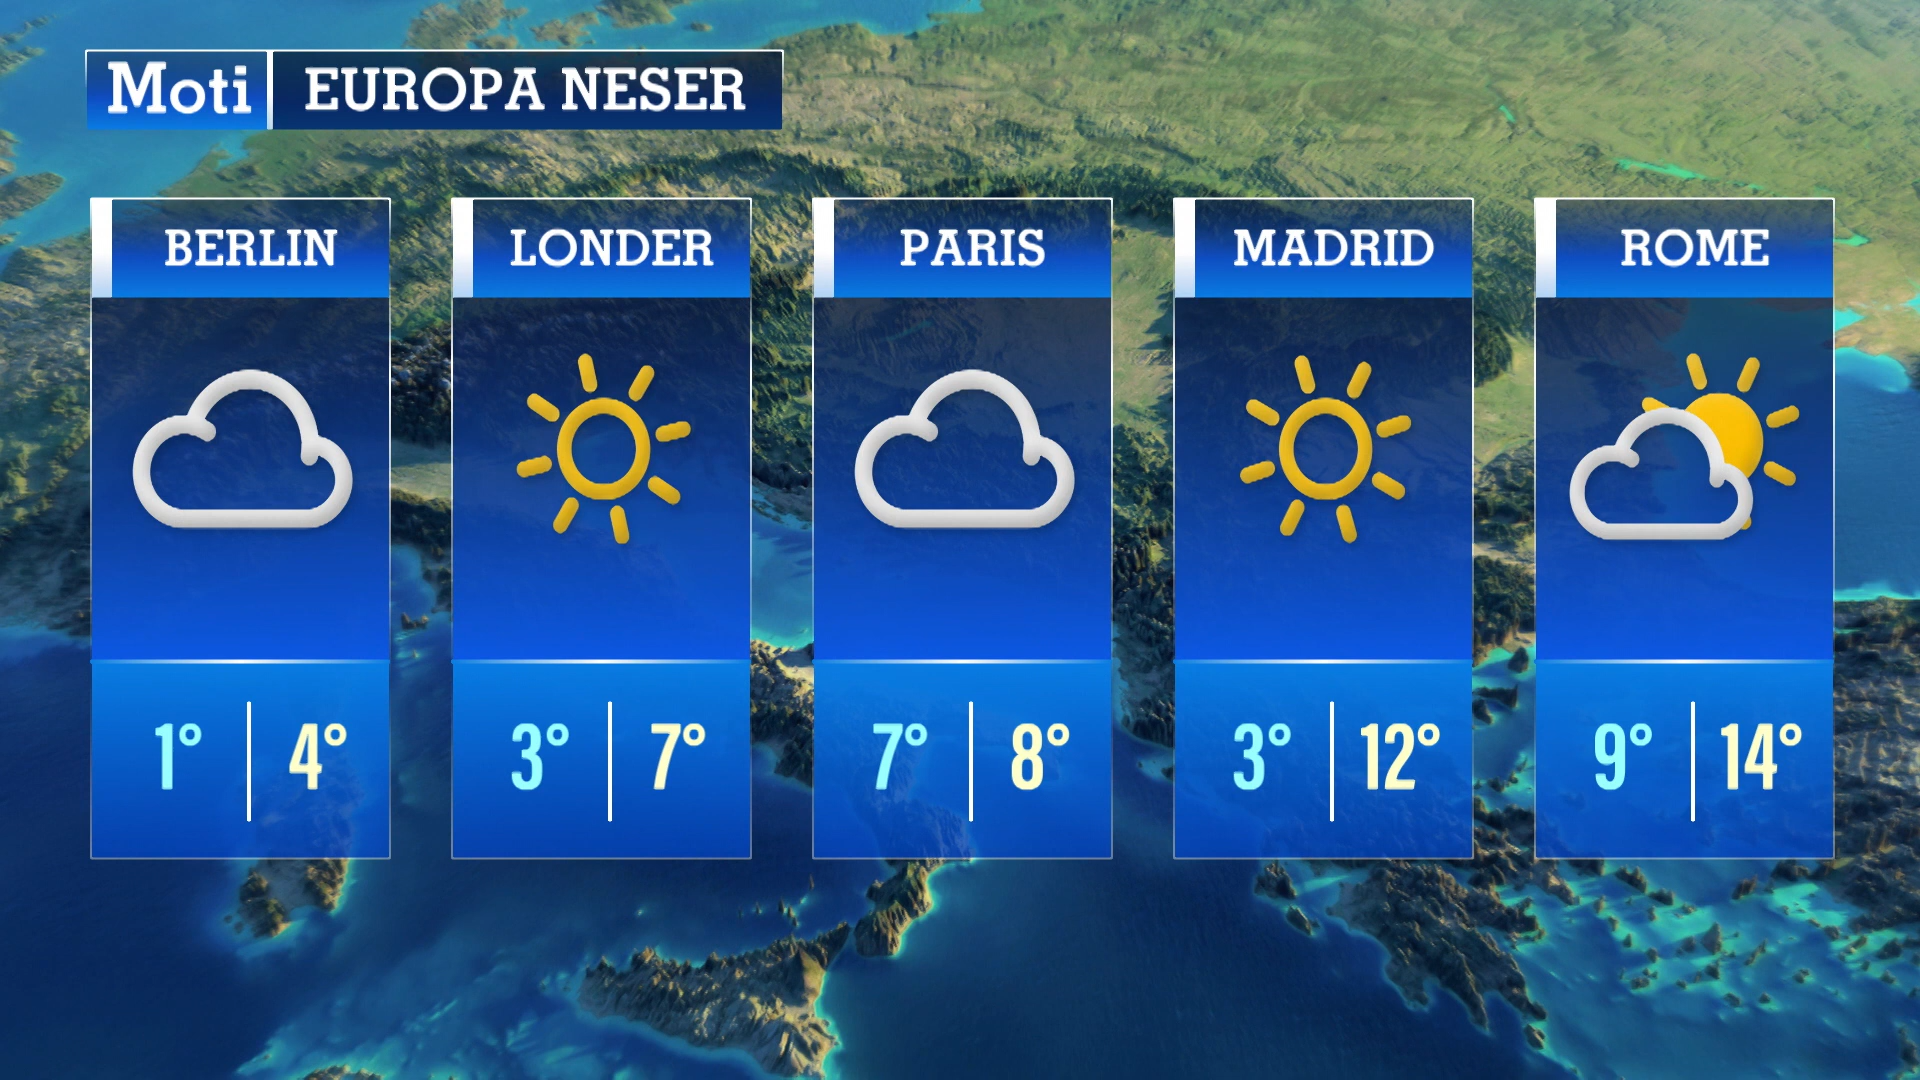 Moti EUROPA NESER
BERLIN
1° 4°
LONDER
3° 7°
PARIS
7° 8°
MADRID
3° 12°
ROME
9° 14°